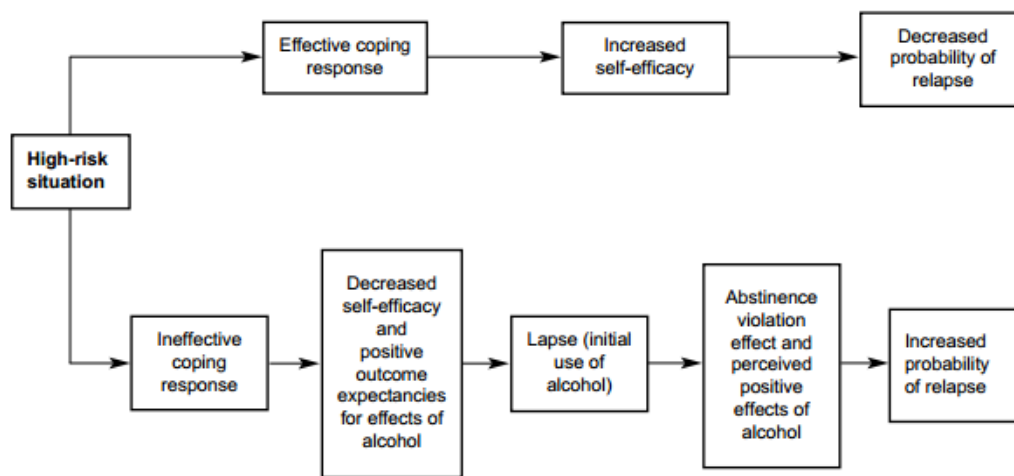 Effective coping
response
Increased
self-efficacy
Decreased
probability of
relapse
High-risk
situation
Ineffective
coping
response
Decreased
self-efficacy
and
positive
outcome
expectancies
for effects of
alcohol
Lapse (initial
use of
alcohol)
Abstinence
violation
effect and
perceived
positive
effects of
alcohol
Increased
probability
of relapse